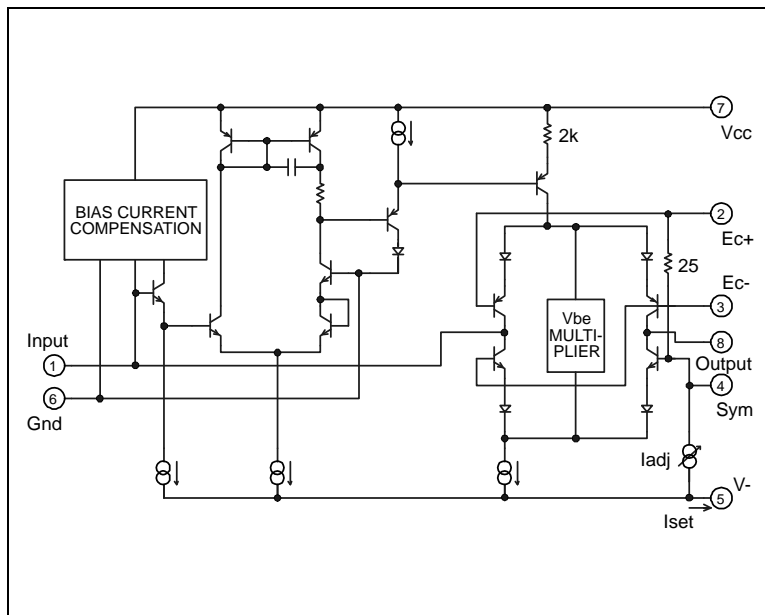 7
Vcc
2k
BIAS CURRENT
COMPENSATION
2
Ec+
25
Ec-
3
Vbe
MULTI-
PLIER
8
Output
Input
1
4
Sym
6
Gnd
Iadj
V-
5
Iset